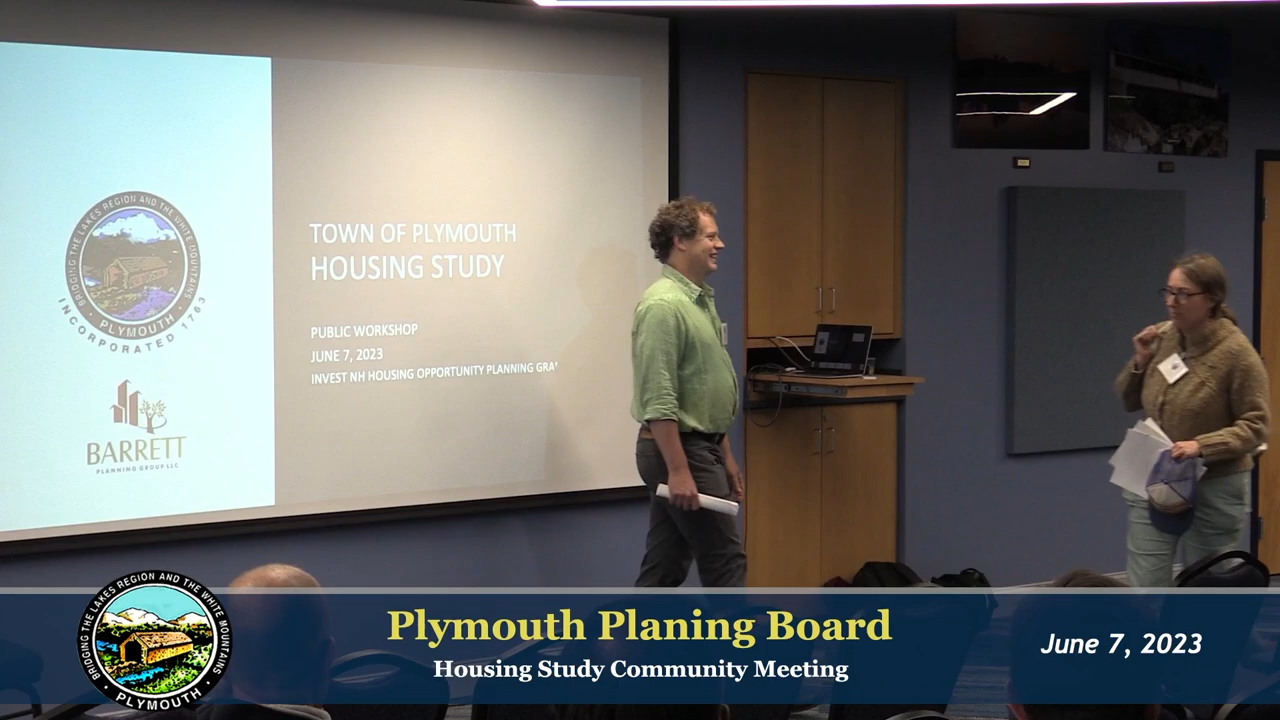 BRIDGING THE LAKES REGION AND THE WHITE MOUNTAINS
PLYMOUTH
INCORPORATED 1763
BARRETT
PLANNING GROUP LLC
TOWN OF PLYMOUTH
HOUSING STUDY
PUBLIC WORKSHOP
JUNE 7, 2023
INVEST NH HOUSING OPPORTUNITY PLANNING GRA
BRIDGING THE LAKES REGION AND THE WHITE MOUNTAINS
PLYMOUTH
Plymouth Planing Board
Housing Study Community Meeting
June 7, 2023